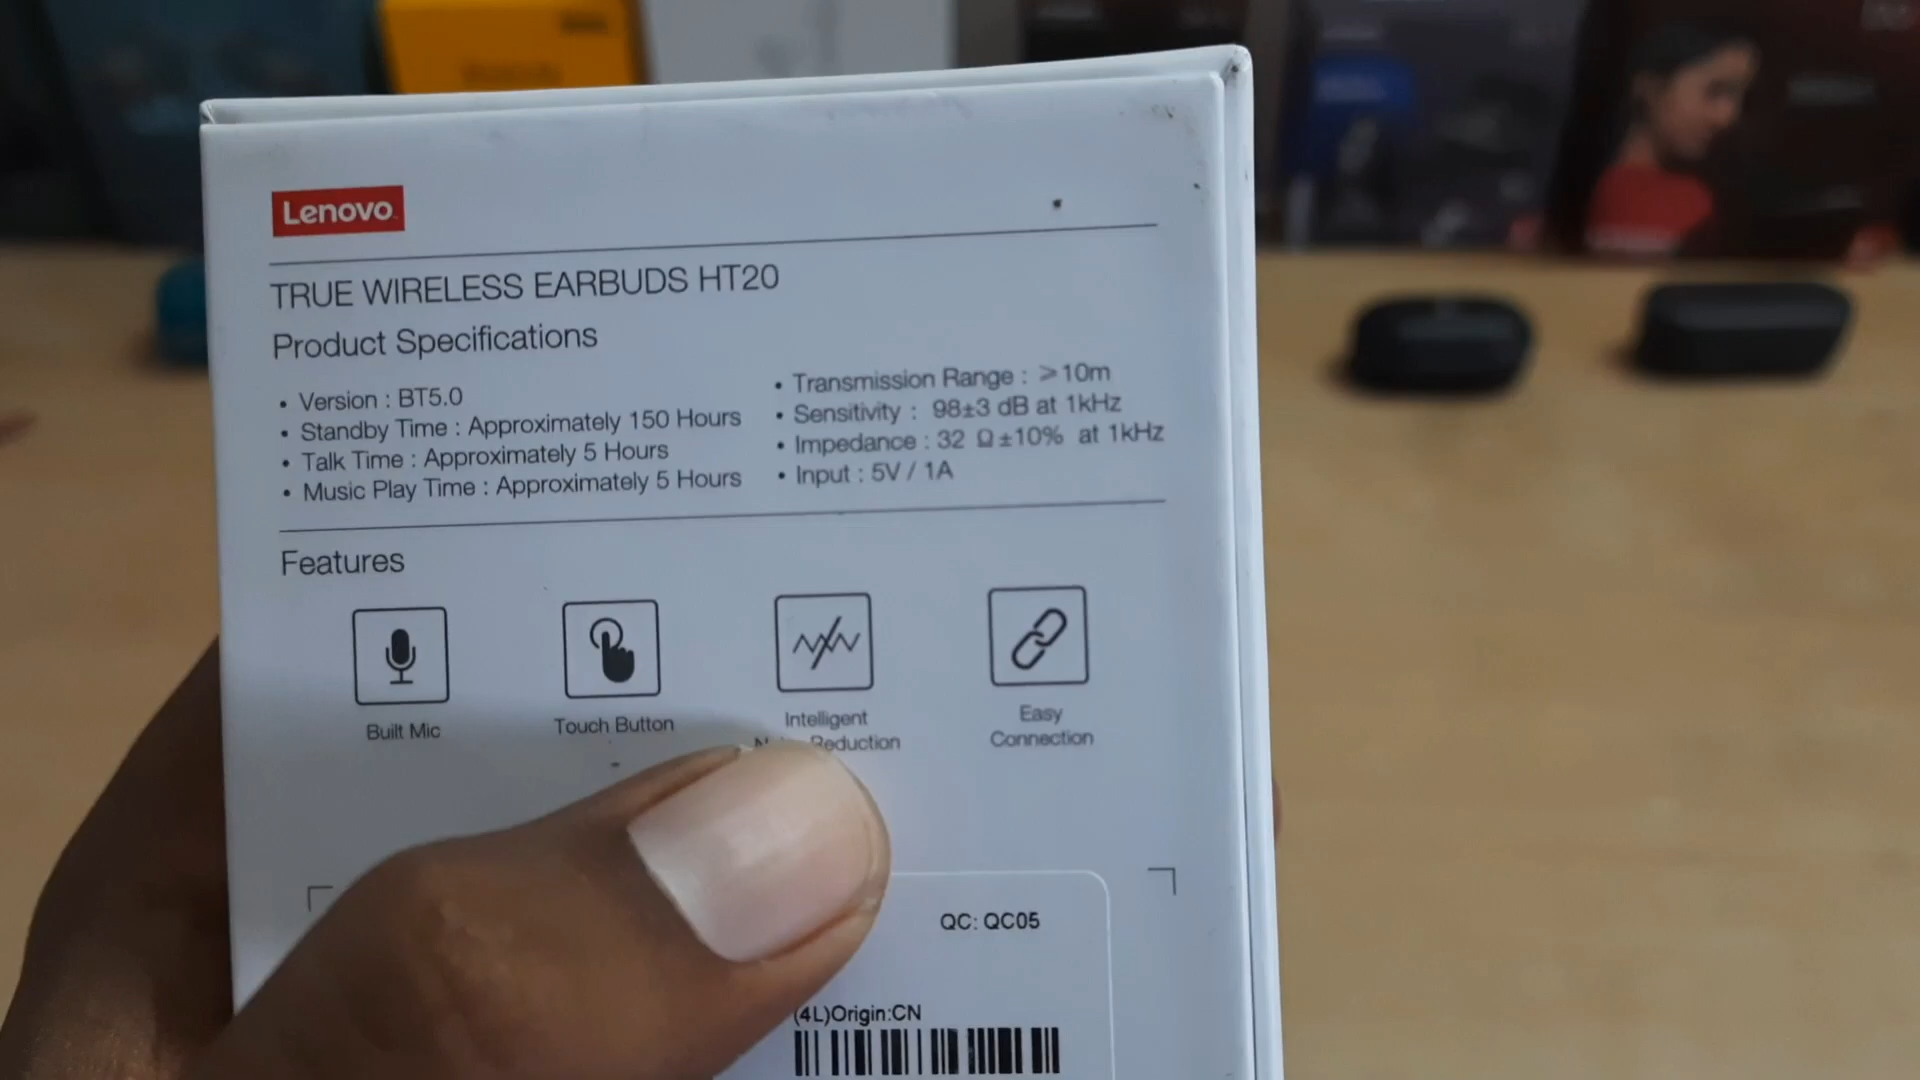 Lenovo
TRUE WIRELESS EARBUDS HT20
Product Specifications
• Version : BT5.0
• Standby Time : Approximately 150 Hours
• Talk Time : Approximately 5 Hours
• Music Play Time : Approximately 5 Hours
• Transmission Range : ⩾10m
• Sensitivity : 98±3 dB at 1kHz
• Impedance : 32 Ω±10% at 1kHz
• Input : 5V / 1A
Features
Built Mic
Touch Button
Intelligent
Reduction
Easy
Connection
QC: QC05
(4L)Origin:CN